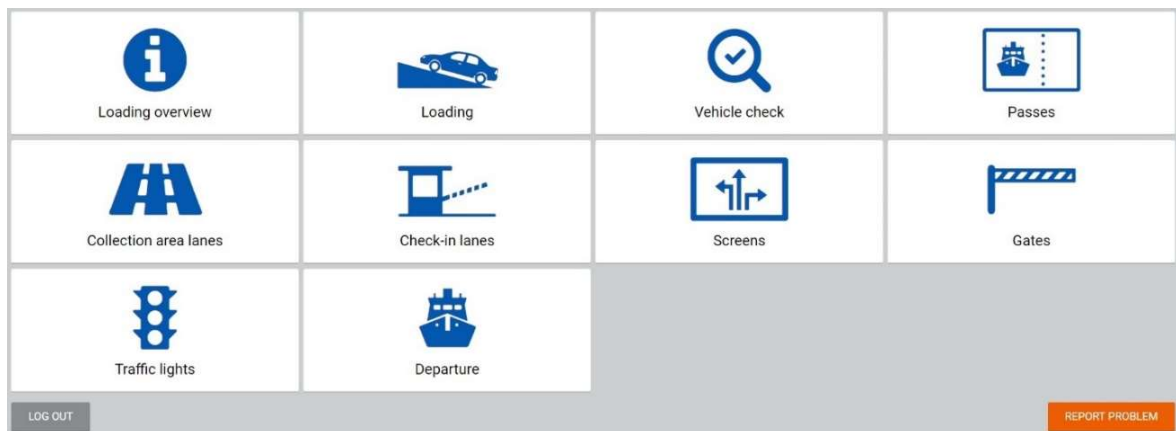 Loading overview
Loading
Vehicle check
Passes
Collection area lanes
Check-in lanes
Screens
Gates
Traffic lights
Departure
LOG OUT
REPORT PROBLEM